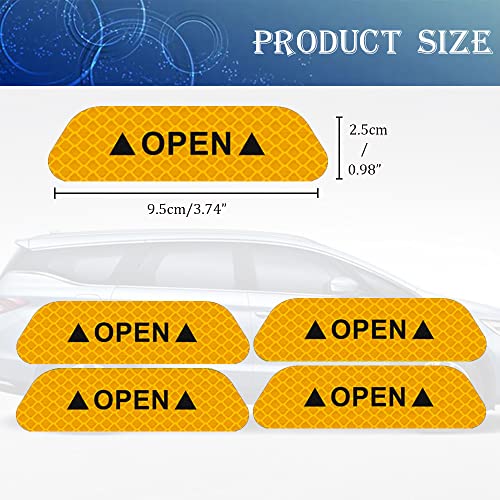 PRODUCT SIZE
▲OPEN▲
2.5cm
/
0.98”
9.5cm/3.74”
▲OPEN▲
▲OPEN▲
▲OPEN▲
▲OPEN▲